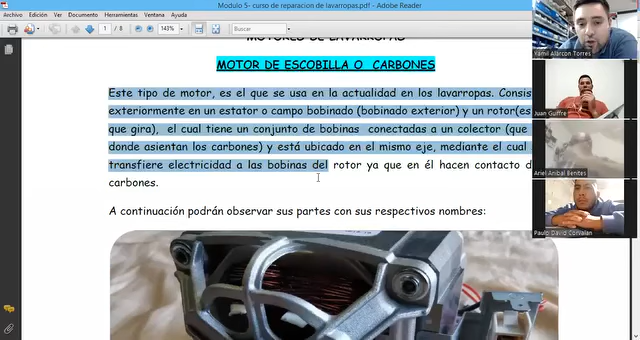 Modulo 5- curso de reparacion de lavarropas.pdf - Adobe Reader
Archivo Edición Ver Documento Herramientas Ventana Ayuda
1 / 9 143% Buscar
MOTORES DE LAVARROPAS
MOTOR DE ESCOBILLA O CARBONES
Este tipo de motor, es el que se usa en la actualidad en los lavarropas. Consis
exteriormente en un estator o campo bobinado (bobinado exterior) y un rotor(es
que gira), el cual tiene un conjunto de bobinas conectadas a un colector (que
donde asientan los carbones) y está ubicado en el mismo eje, mediante el cual
transfiere electricidad a las bobinas del rotor ya que en él hacen contacto d
carbones.
A continuación podrán observar sus partes con sus respectivos nombres:
Yamil Alarcon Torres
Juan Guiffre
Ariel Anibal Benites
Paulo David Corvalan